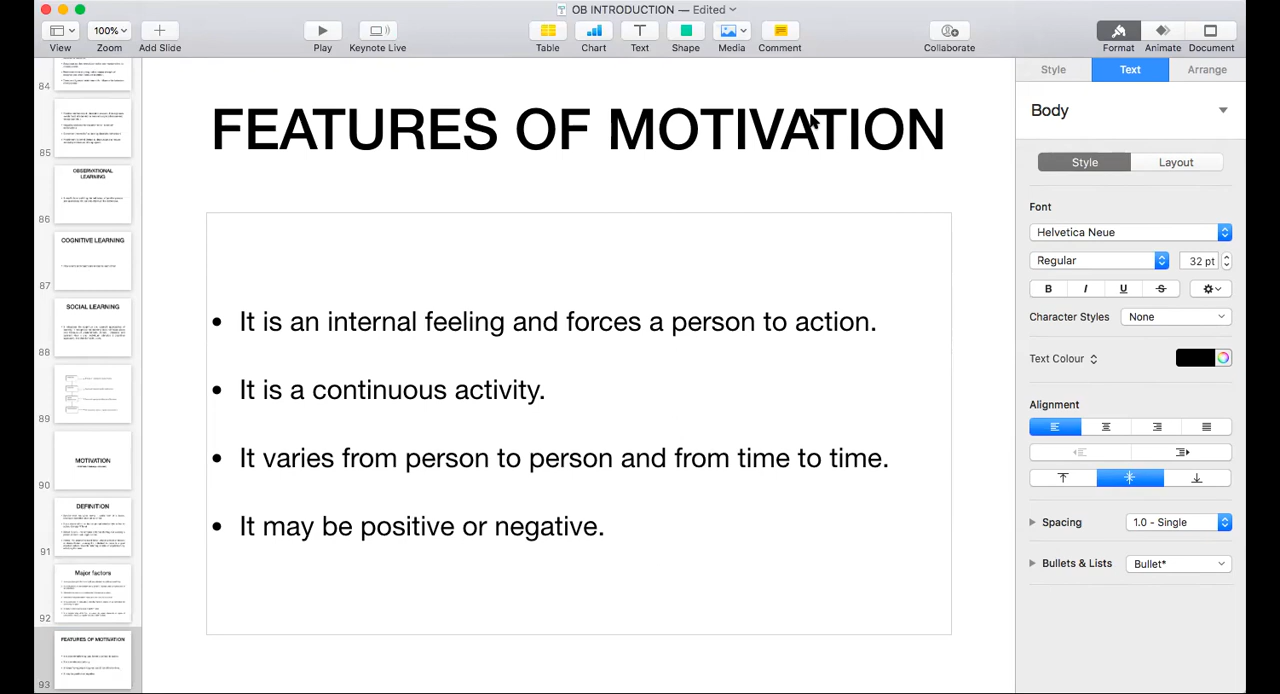 OB INTRODUCTION — Edited
100%
View
Zoom
Add Slide
Play
Keynote Live
Table
Chart
Text
Shape
Media
Comment
Collaborate
Format
Animate
Document
84
85
OBSERVATIONAL
LEARNING
86
COGNITIVE LEARNING
87
SOCIAL LEARNING
88
89
MOTIVATION
90
DEFINITION
91
Major factors
92
FEATURES OF MOTIVATION
93
FEATURES OF MOTIVATION
• It is an internal feeling and forces a person to action.
• It is a continuous activity.
• It varies from person to person and from time to time.
• It may be positive or negative.
Style
Text
Arrange
Body
Style
Layout
Font
Helvetica Neue
Regular
32 pt
B I U S
Character Styles
None
Text Colour
Alignment
Spacing
1.0 - Single
Bullets & Lists
Bullet*